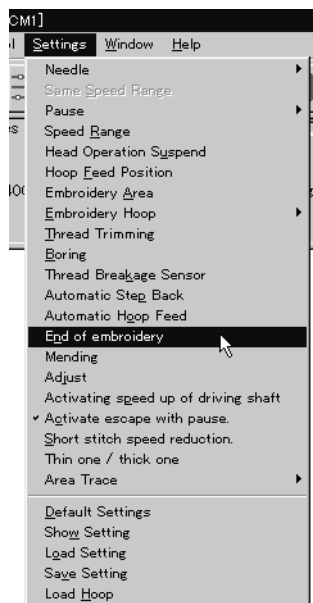 CM1]
Settings Window Help
Needle
Same Speed Range
Pause
Speed Range
Head Operation Suspend
Hoop Feed Position
Embroidery Area
Embroidery Hoop
Thread Trimming
Boring
Thread Breakage Sensor
Automatic Step Back
Automatic Hoop Feed
End of embroidery
Mending
Adjust
Activating speed up of driving shaft
✓ Activate escape with pause.
Short stitch speed reduction.
Thin one / thick one
Area Trace
Default Settings
Show Setting
Load Setting
Save Setting
Load Hoop